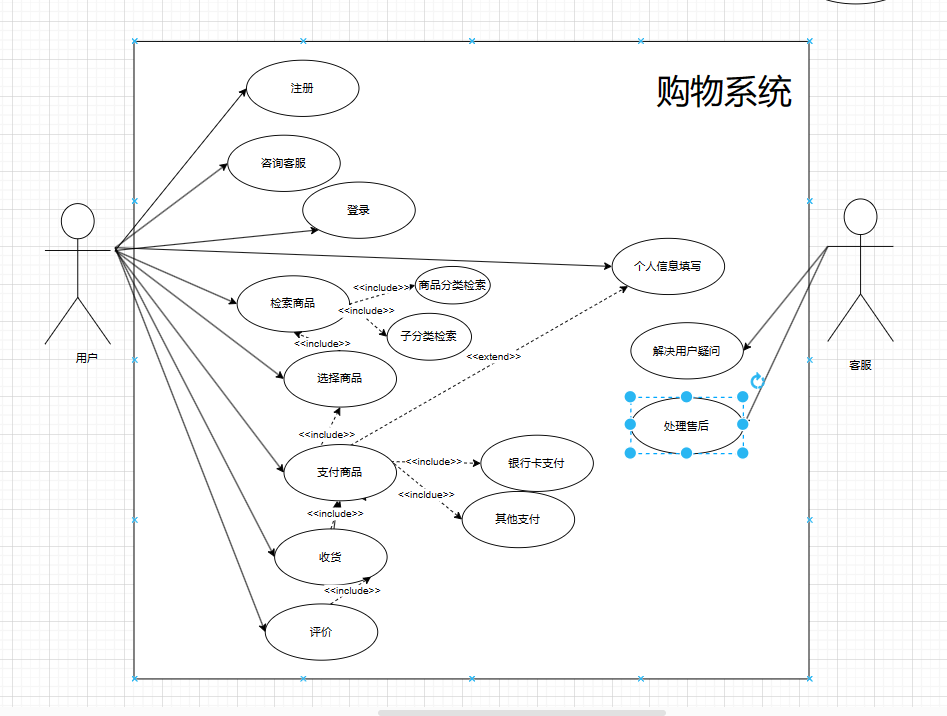 购物系统
注册
咨询客服
登录
个人信息填写
检索商品
<<include>>
商品分类检索
<<include>>
子分类检索
<<include>>
解决用户疑问
<<extend>>
用户
客服
选择商品
处理售后
<<include>>
支付商品
<<include>>
银行卡支付
<<incldue>>
其他支付
<<include>>
收货
<<include>>
评价